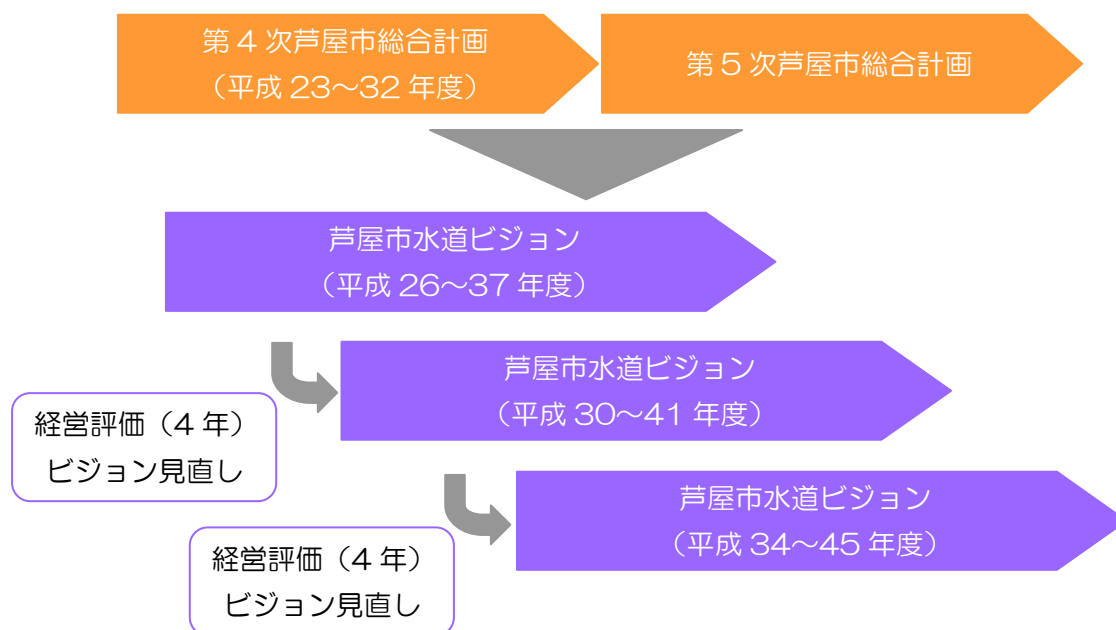 第４次芦屋市総合計画
（平成 23～32 年度）
第５次芦屋市総合計画
芦屋市水道ビジョン
（平成 26～37 年度）
芦屋市水道ビジョン
（平成 30～41 年度）
経営評価（4 年）
ビジョン見直し
芦屋市水道ビジョン
（平成 34～45 年度）
経営評価（4 年）
ビジョン見直し